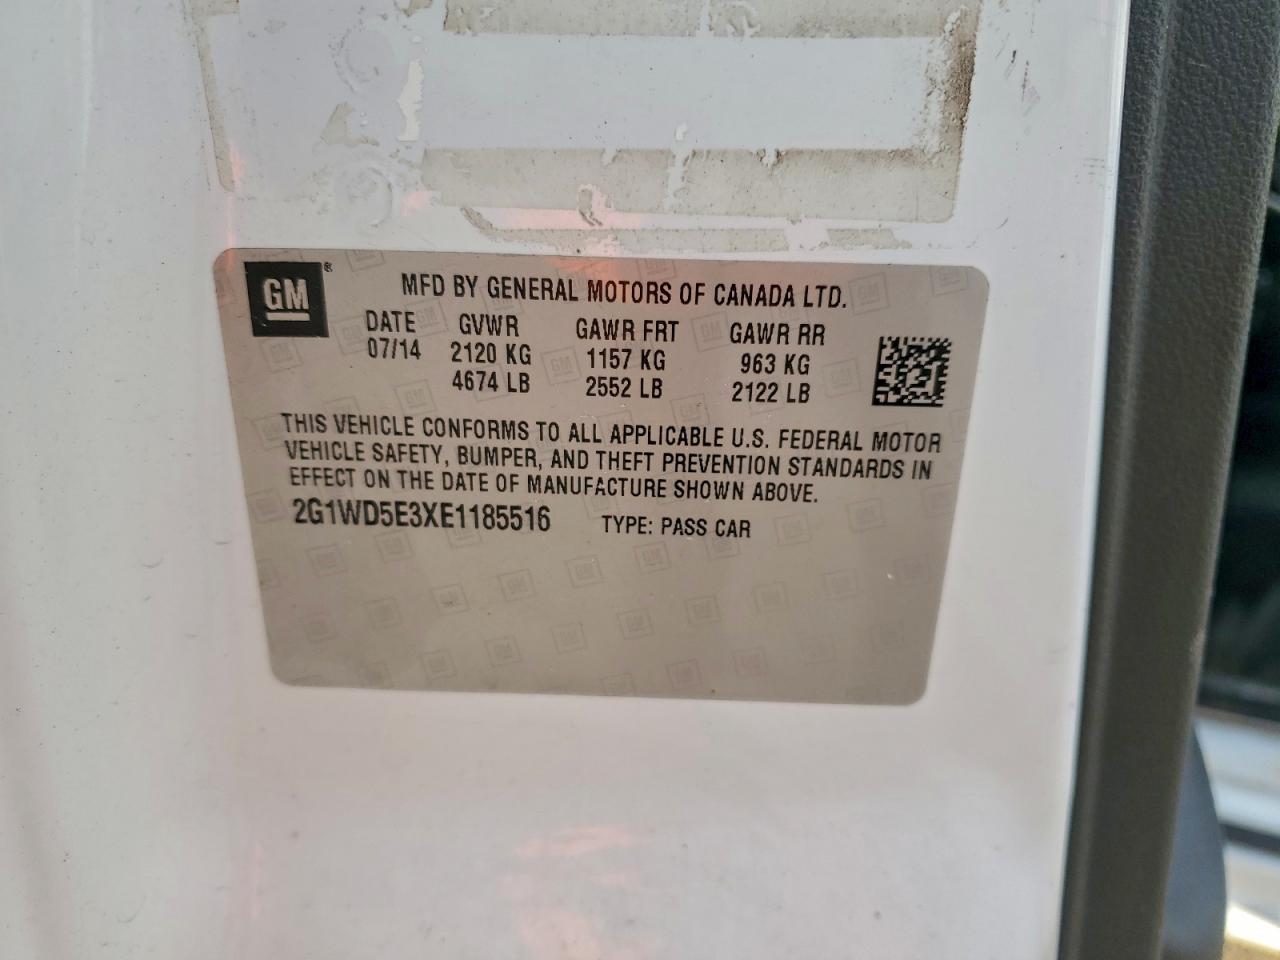 GM ®
MFD BY GENERAL MOTORS OF CANADA LTD.
DATE GVWR GAWR FRT GAWR RR
07/14 2120 KG 1157 KG 963 KG
4674 LB 2552 LB 2122 LB
THIS VEHICLE CONFORMS TO ALL APPLICABLE U.S. FEDERAL MOTOR
VEHICLE SAFETY, BUMPER, AND THEFT PREVENTION STANDARDS IN
EFFECT ON THE DATE OF MANUFACTURE SHOWN ABOVE.
2G1WD5E3XE1185516 TYPE: PASS CAR